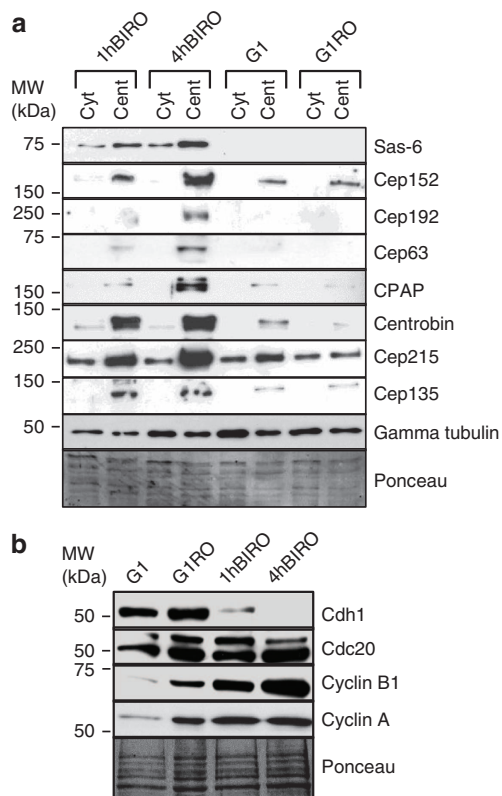 a
1hBIRO 4hBIRO G1 G1RO
MW (kDa) Cyt Cent Cyt Cent Cyt Cent Cyt Cent
75 Sas-6
150 Cep152
250 Cep192
75 Cep63
150 CPAP
150 Centrobin
250 Cep215
150 Cep135
50 Gamma tubulin
Ponceau
b
MW (kDa) G1 G1RO 1hBIRO 4hBIRO
50 Cdh1
50 Cdc20
75 Cyclin B1
50 Cyclin A
Ponceau